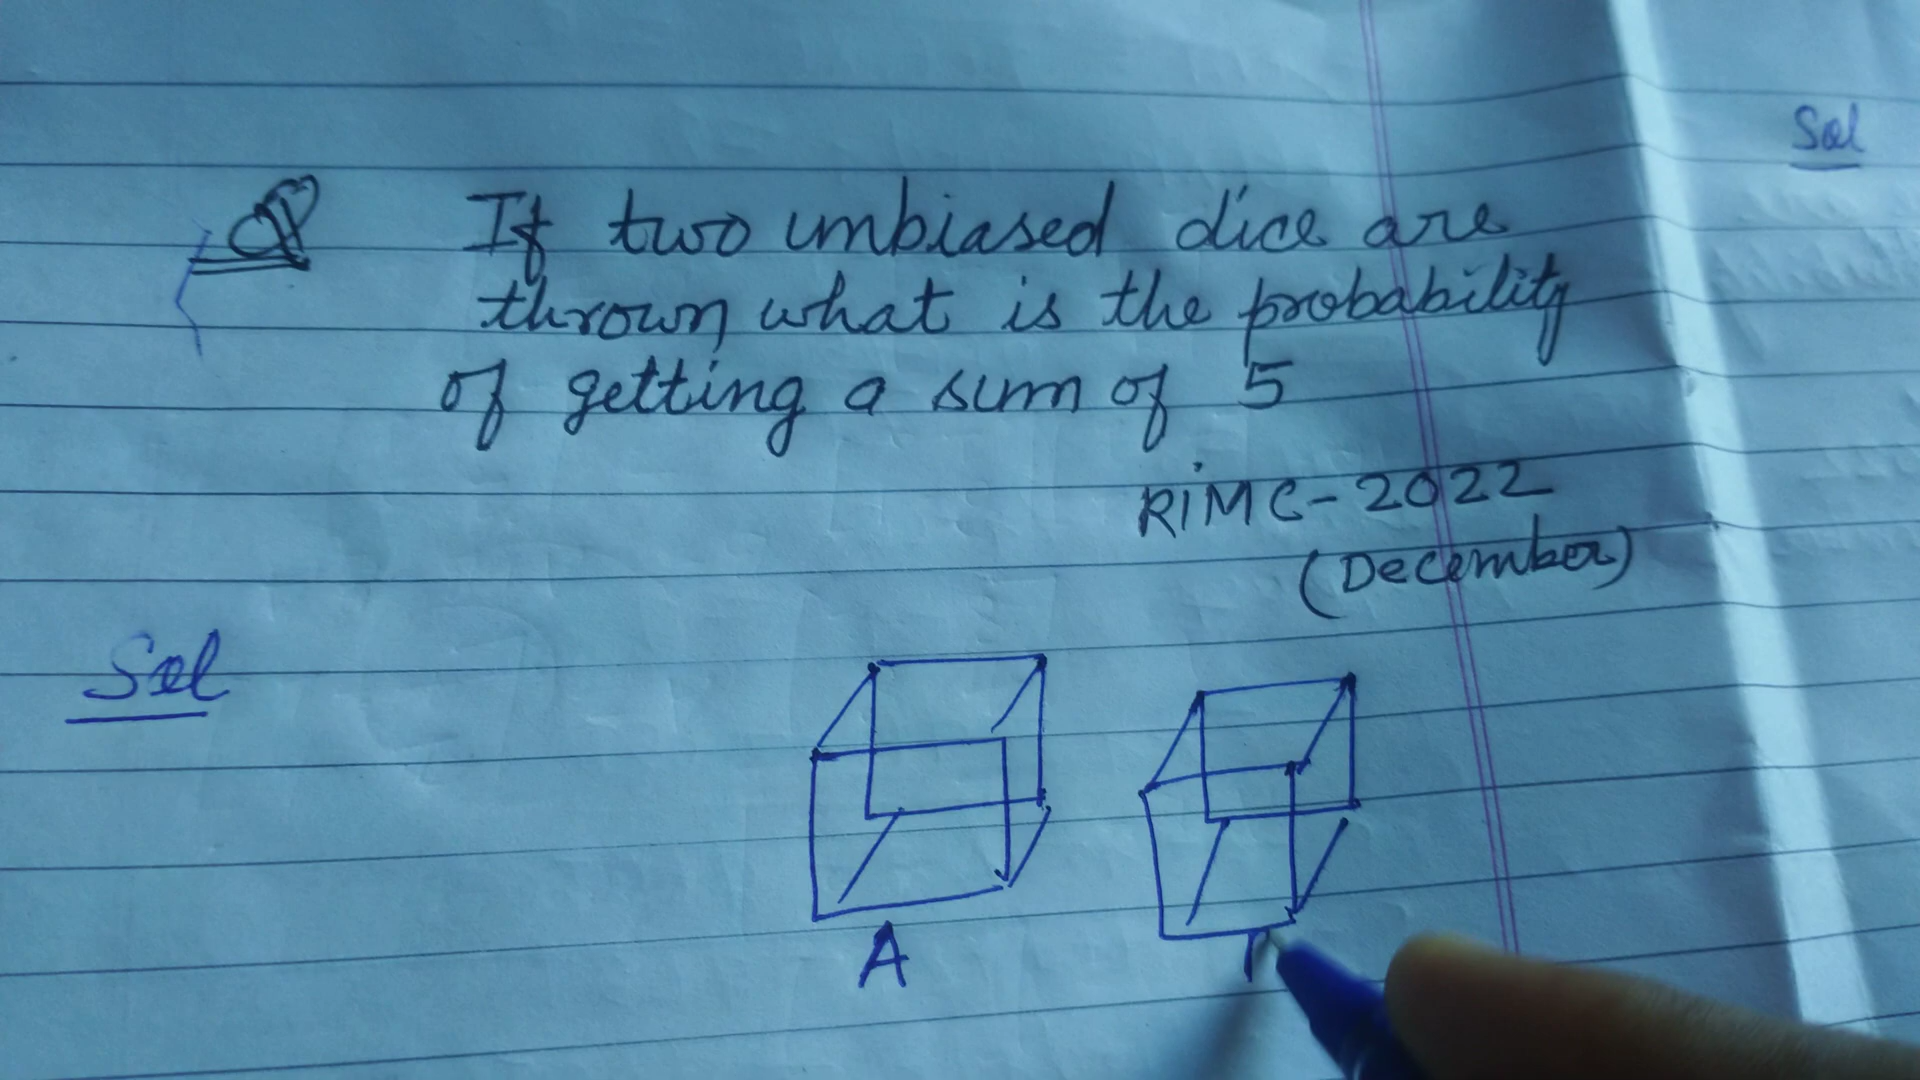 Q If two unbiased dice are
thrown, what is the probability
of getting a sum of 5
RIMC-2022
(December)
Sol
Sol
A